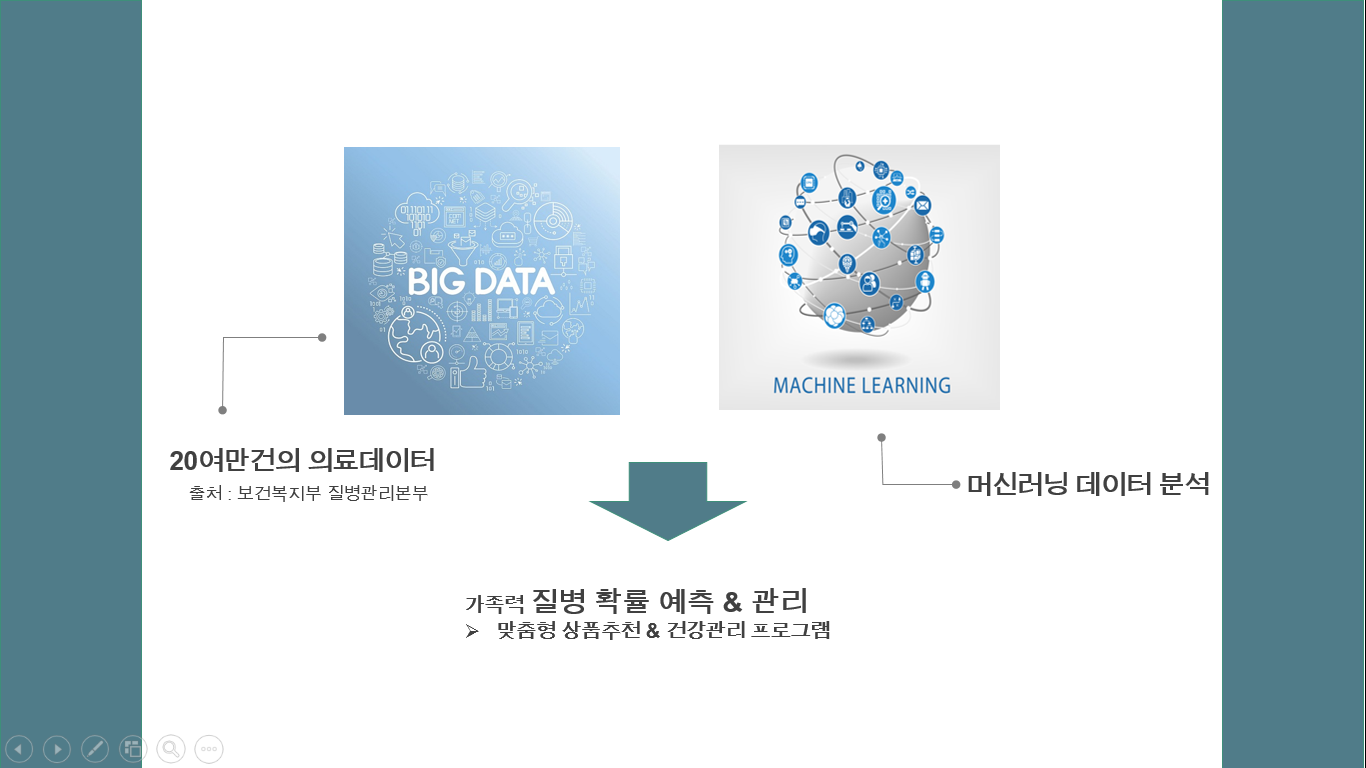 BIG DATA
MACHINE LEARNING
20여만건의 의료데이터
출처 : 보건복지부 질병관리본부
머신러닝 데이터 분석
가족력 질병 확률 예측 & 관리
➢ 맞춤형 상품추천 & 건강관리 프로그램